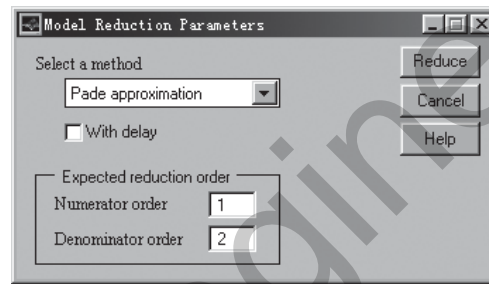 Model Reduction Parameters
Select a method
Pade approximation
With delay
Expected reduction order
Numerator order 1
Denominator order 2
Reduce
Cancel
Help